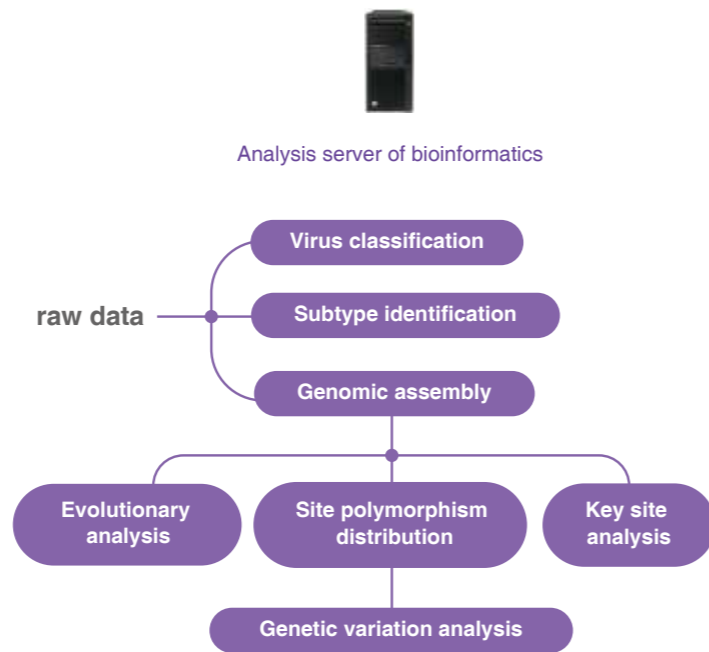 Analysis server of bioinformatics
Virus classification
raw data
Subtype identification
Genomic assembly
Evolutionary
analysis
Site polymorphism
distribution
Key site
analysis
Genetic variation analysis